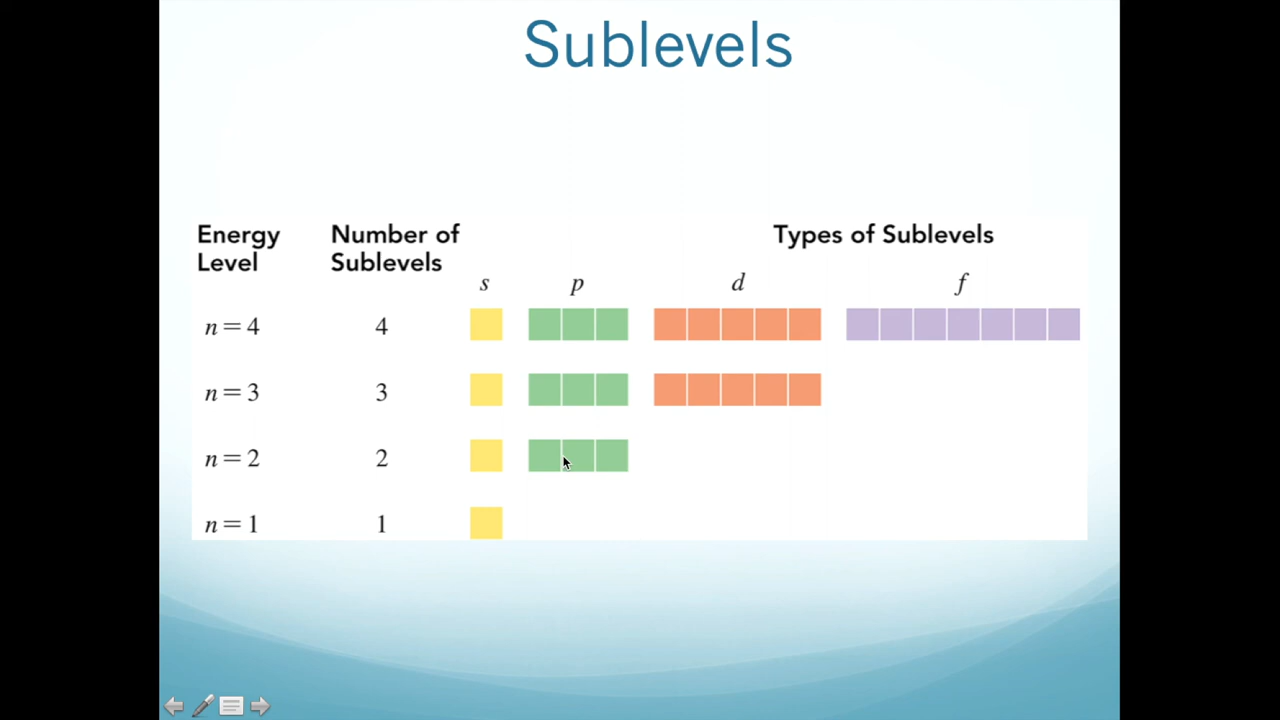 Sublevels
Energy Level
Number of Sublevels
Types of Sublevels
s p d f
n = 4 4
n = 3 3
n = 2 2
n = 1 1